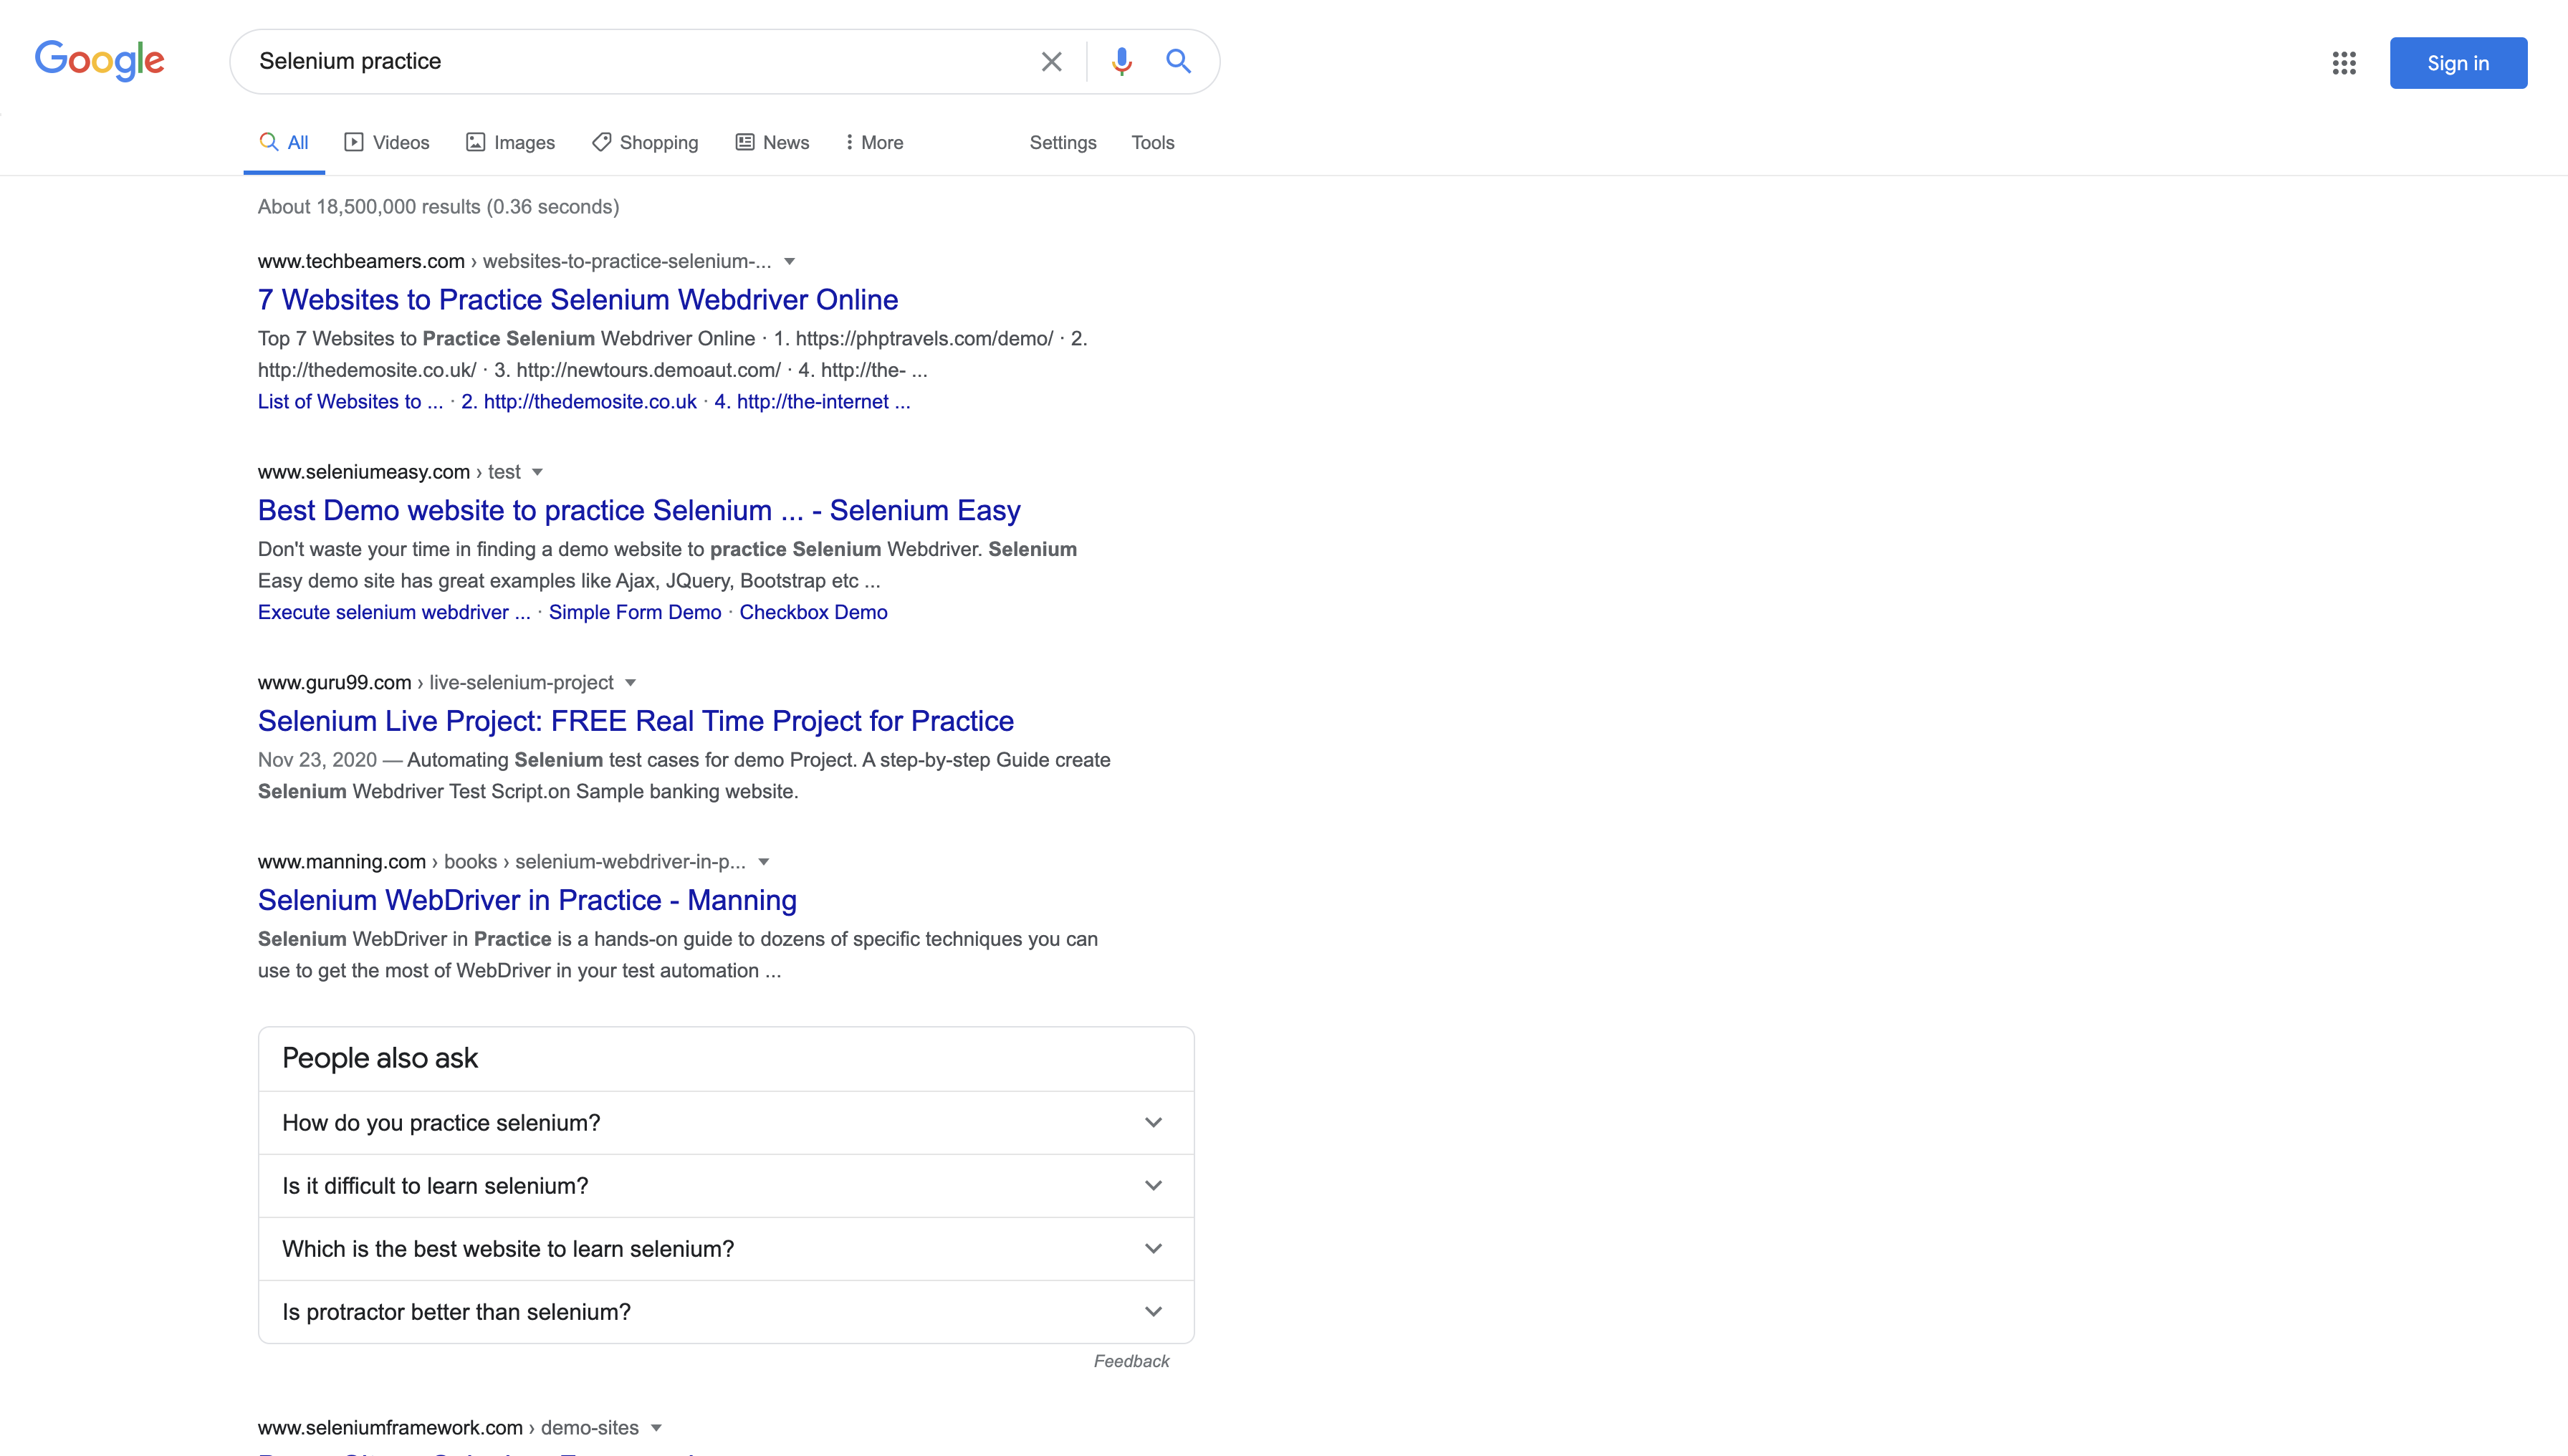 Google
Selenium practice
Sign in
All
Videos
Images
Shopping
News
More
Settings
Tools
About 18,500,000 results (0.36 seconds)
www.techbeamers.com › websites-to-practice-selenium-...
7 Websites to Practice Selenium Webdriver Online
Top 7 Websites to Practice Selenium Webdriver Online · 1. https://phptravels.com/demo/ · 2.
http://thedemosite.co.uk/ · 3. http://newtours.demoaut.com/ · 4. http://the- ...
List of Websites to ... · 2. http://thedemosite.co.uk · 4. http://the-internet ...
www.seleniumeasy.com › test
Best Demo website to practice Selenium ... - Selenium Easy
Don't waste your time in finding a demo website to practice Selenium Webdriver. Selenium
Easy demo site has great examples like Ajax, JQuery, Bootstrap etc ...
Execute selenium webdriver ... · Simple Form Demo · Checkbox Demo
www.guru99.com › live-selenium-project
Selenium Live Project: FREE Real Time Project for Practice
Nov 23, 2020 — Automating Selenium test cases for demo Project. A step-by-step Guide create
Selenium Webdriver Test Script.on Sample banking website.
www.manning.com › books › selenium-webdriver-in-p...
Selenium WebDriver in Practice - Manning
Selenium WebDriver in Practice is a hands-on guide to dozens of specific techniques you can
use to get the most of WebDriver in your test automation ...
People also ask
How do you practice selenium?
Is it difficult to learn selenium?
Which is the best website to learn selenium?
Is protractor better than selenium?
Feedback
www.seleniumframework.com › demo-sites